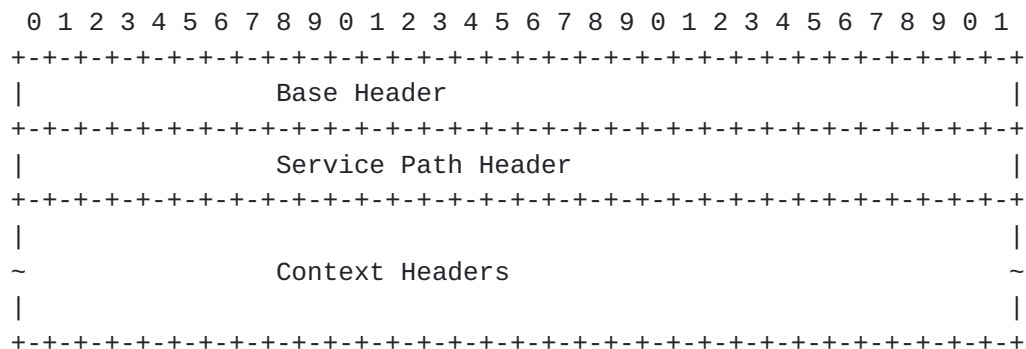 0 1 2 3 4 5 6 7 8 9 0 1 2 3 4 5 6 7 8 9 0 1 2 3 4 5 6 7 8 9 0 1
+-+-+-+-+-+-+-+-+-+-+-+-+-+-+-+-+-+-+-+-+-+-+-+-+-+-+-+-+-+-+-+-+
|                Base Header                                    |
+-+-+-+-+-+-+-+-+-+-+-+-+-+-+-+-+-+-+-+-+-+-+-+-+-+-+-+-+-+-+-+-+
|                Service Path Header                            |
+-+-+-+-+-+-+-+-+-+-+-+-+-+-+-+-+-+-+-+-+-+-+-+-+-+-+-+-+-+-+-+-+
|                                                               |
~                Context Headers                                ~
|                                                               |
+-+-+-+-+-+-+-+-+-+-+-+-+-+-+-+-+-+-+-+-+-+-+-+-+-+-+-+-+-+-+-+-+